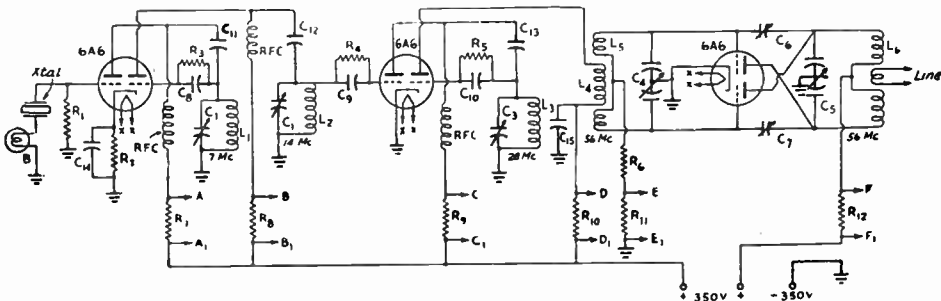 6A6
C11
C12
RFC
R3
C8
R4
C9
6A6
R5
C10
C13
L5
L4
6A6
C6
L6
Line
Xtal
B
R1
C14
R2
RFC
C1
L1
7 Mc
C1
L2
14 Mc
RFC
C3
L3
28 Mc
C15
56 Mc
C4
x
x
C5
C7
56 Mc
x x
x x
R6
A
R7
A1
B
R8
B1
C
R9
C1
D
R10
D1
E
R11
E1
F
R12
F1
+ 350V +
- 350V